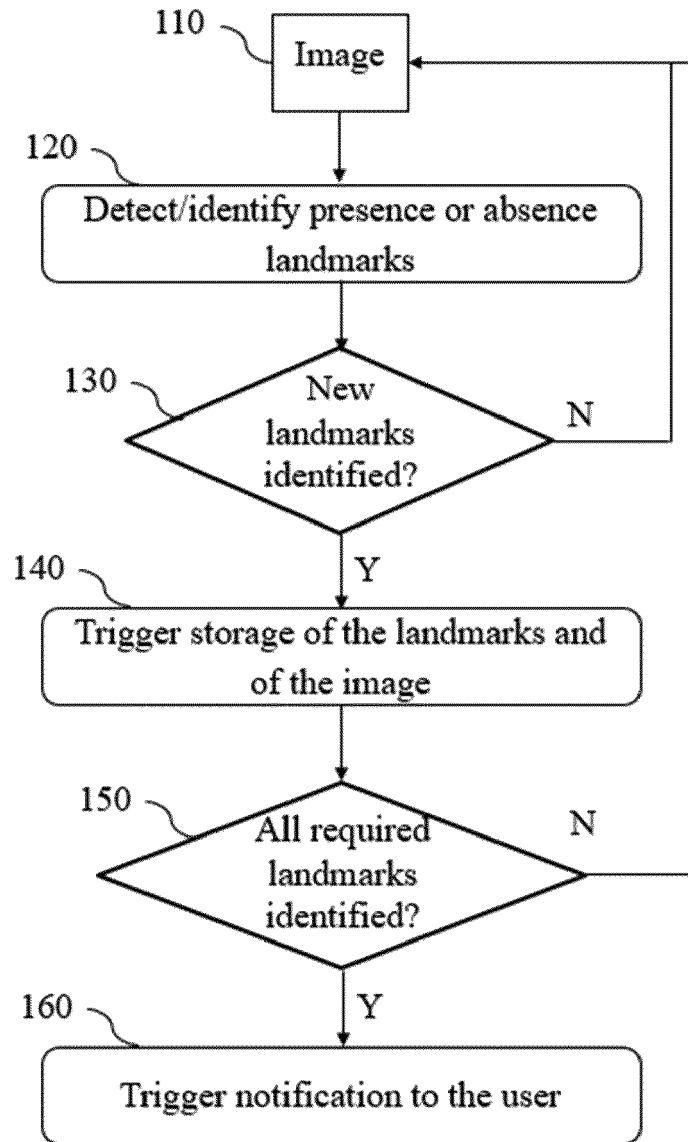 110
Image
120
Detect/identify presence or absence
landmarks
130
New
landmarks
identified?
N
Y
140
Trigger storage of the landmarks and
of the image
150
All required
landmarks
identified?
N
Y
160
Trigger notification to the user